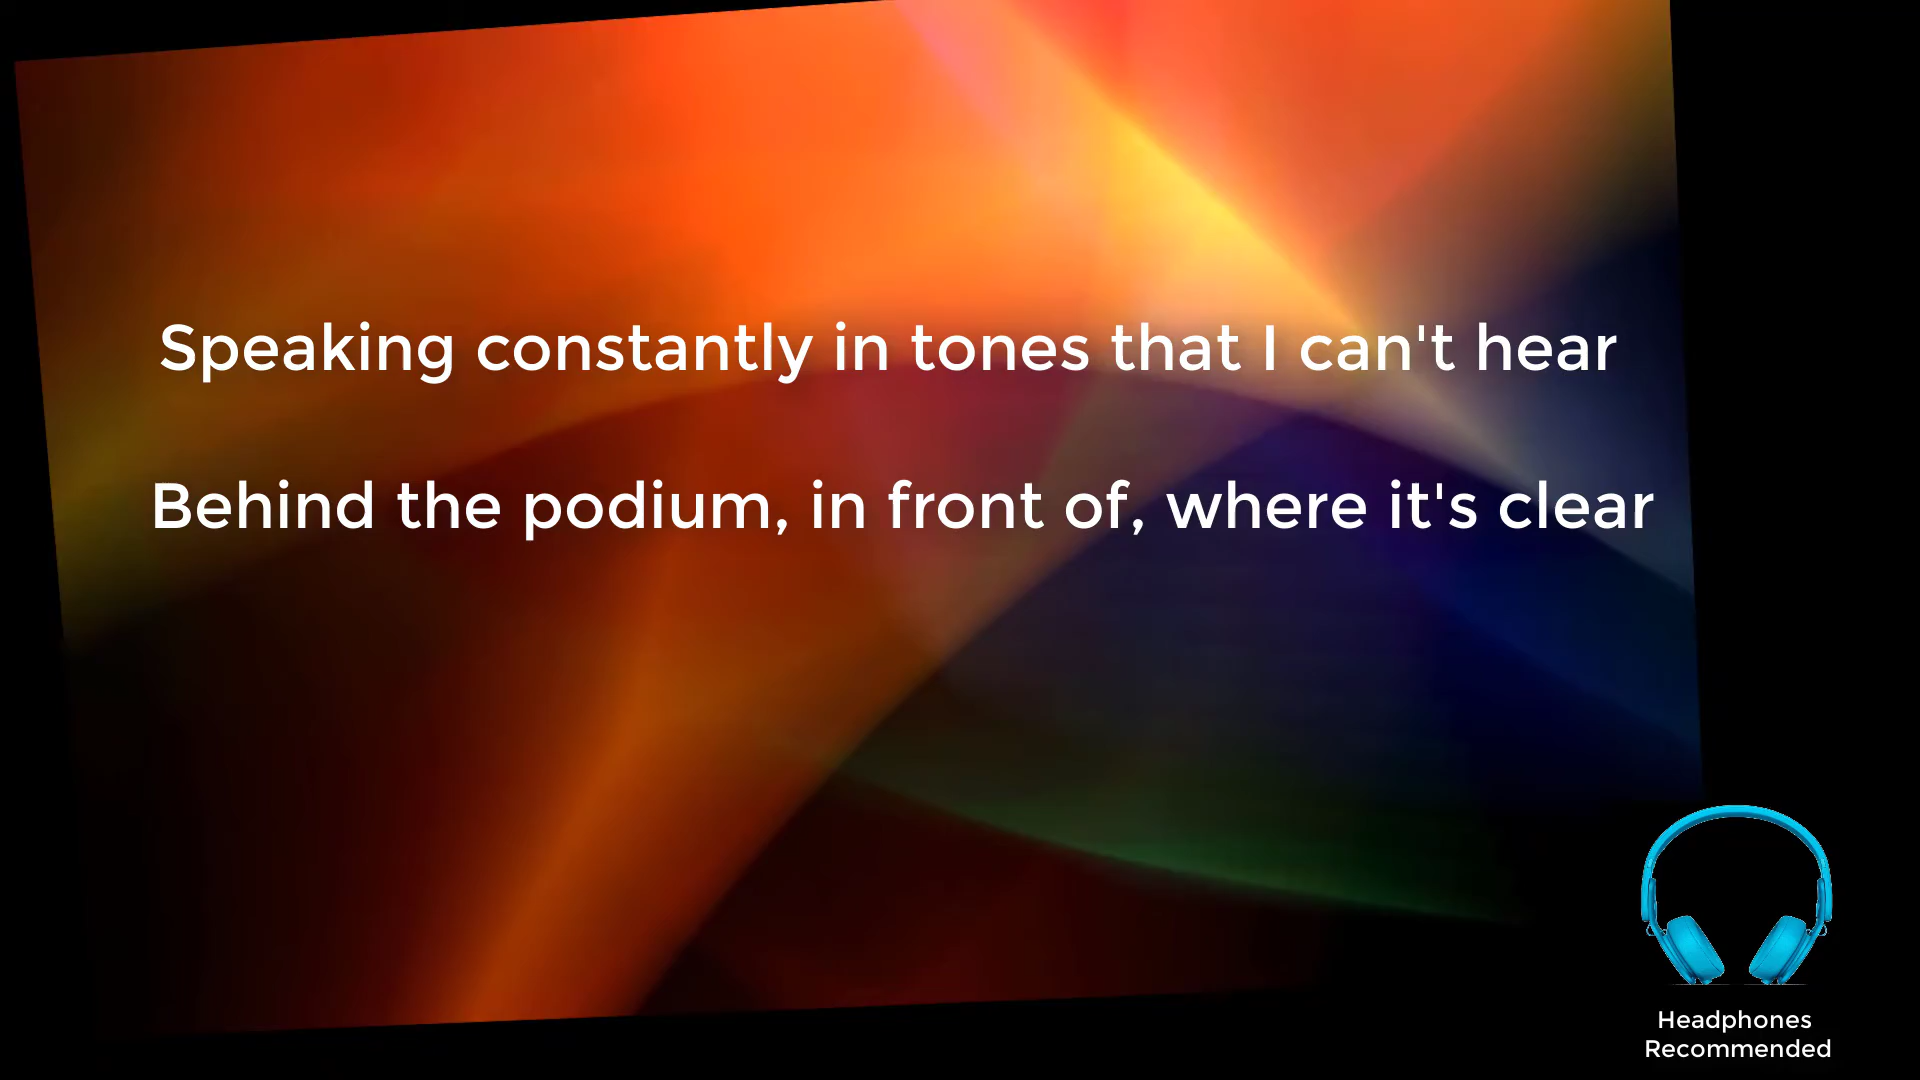 Speaking constantly in tones that I can't hear
Behind the podium, in front of, where it's clear
Headphones
Recommended